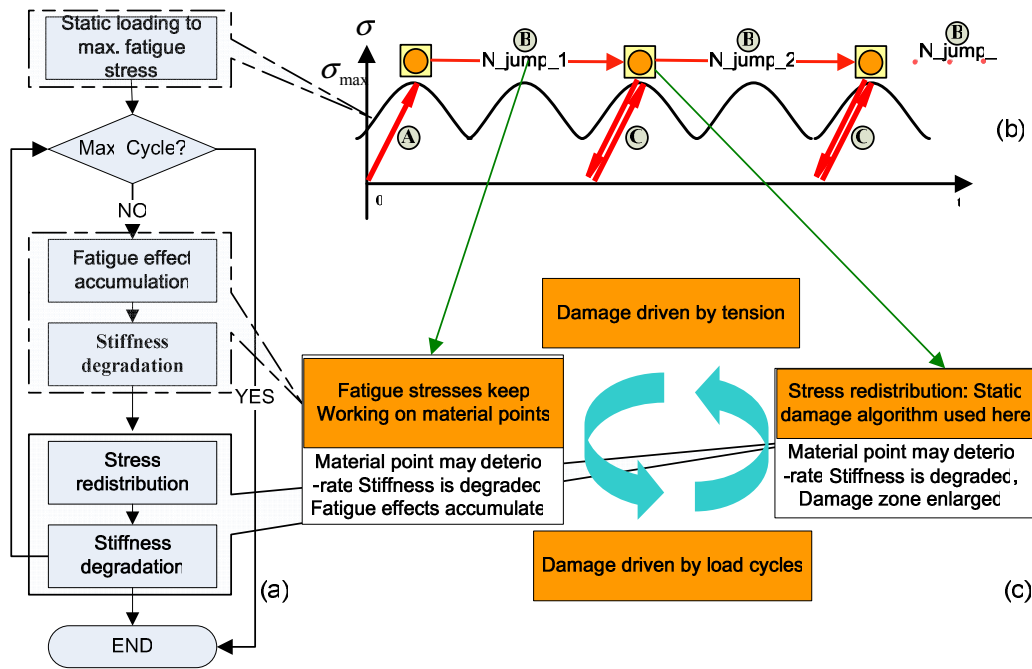 Static loading to
max. fatigue
stress
Max. Cycle?
NO
Fatigue effect
accumulation
Stiffness
degradation
YES
Stress
redistribution
Stiffness
degradation
END
(a)
σ
σmax
A
B
N_jump_1
C
B
N_jump_2
C
B
N_jump_
0
t
(b)
Damage driven by tension
Fatigue stresses keep
Working on material points
Material point may deterio
-rate Stiffness is degraded
Fatigue effects accumulate
Stress redistribution: Static
damage algorithm used here
Material point may deterio
-rate Stiffness is degraded,
Damage zone enlarged
Damage driven by load cycles
(c)